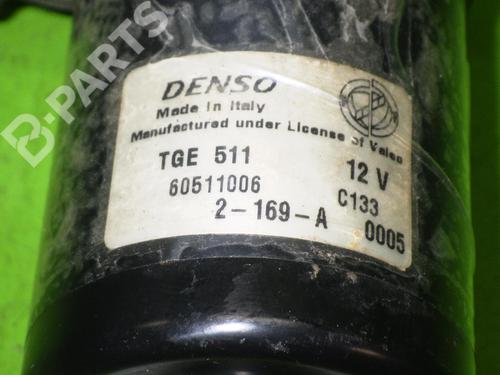 B-PARTS
DENSO
Made in Italy
Manufactured under License of Valeo
TGE 511
12 V
60511006
C133
2-169-A
0005